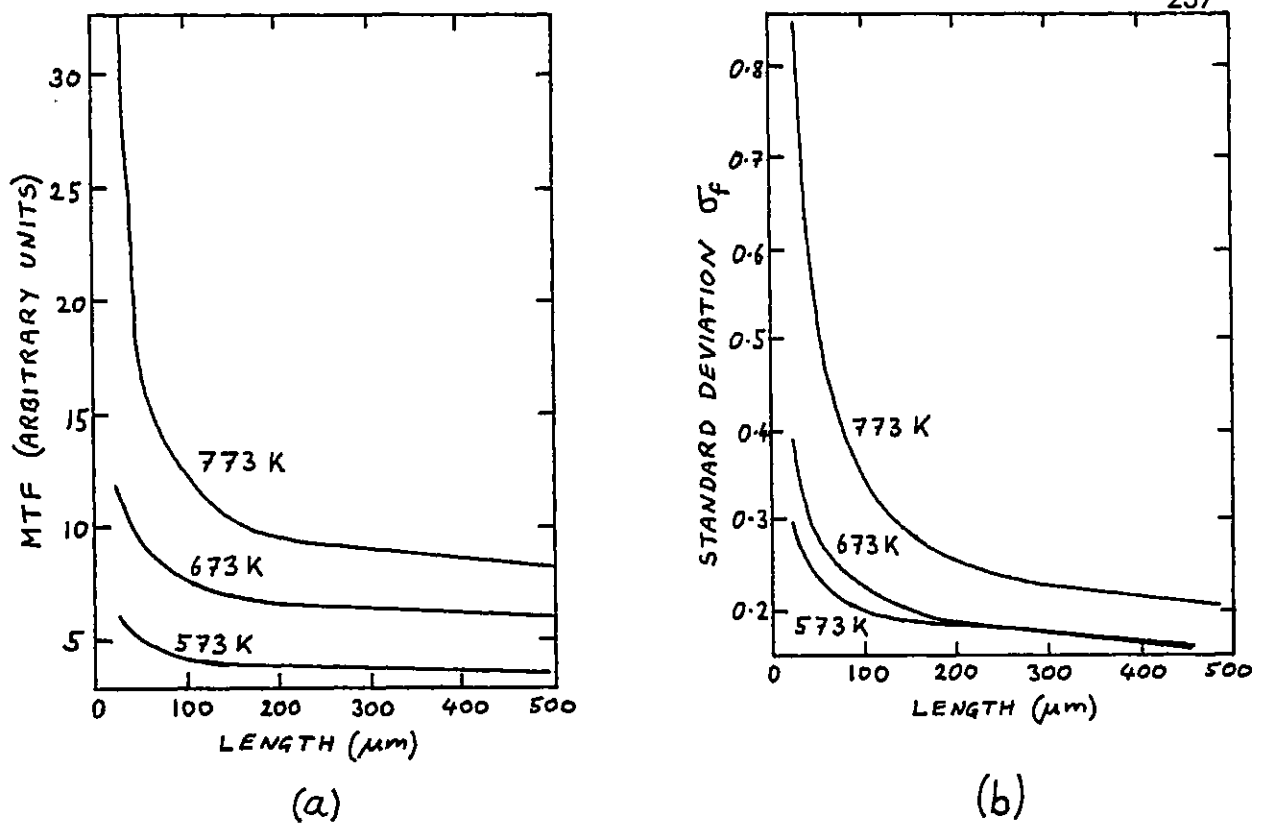 237
MTF (ARBITRARY UNITS)
30
25
20
15
10
5
773 K
673 K
573 K
0 100 200 300 400 500
LENGTH (μm)
(a)
STANDARD DEVIATION σf
0.8
0.7
0.6
0.5
0.4
0.3
0.2
773 K
673 K
573 K
0 100 200 300 400 500
LENGTH (μm)
(b)